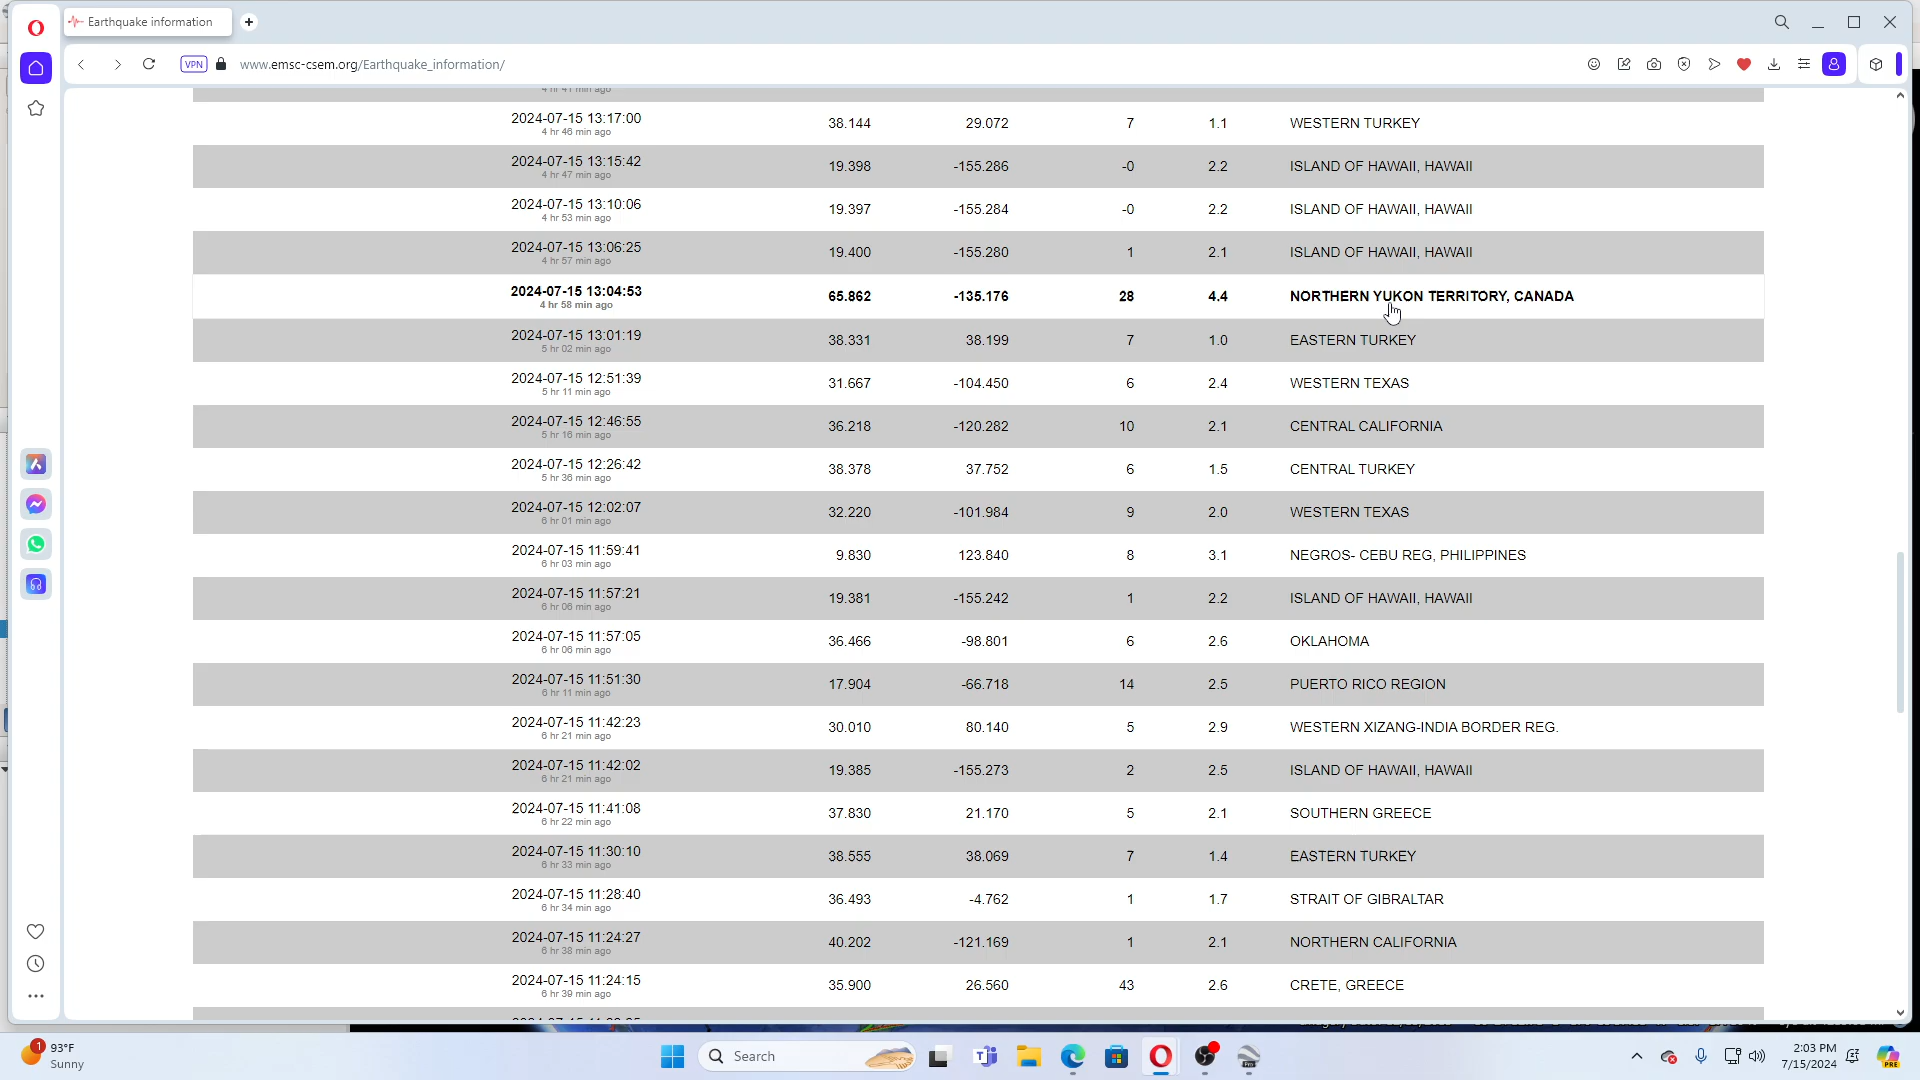 Earthquake information
VPN
www.emsc-csem.org/Earthquake_information/
4 hr 41 min ago
2024-07-15 13:17:00 38.144 29.072 7 1.1 WESTERN TURKEY
4 hr 46 min ago
2024-07-15 13:15:42 19.398 -155.286 -0 2.2 ISLAND OF HAWAII, HAWAII
4 hr 47 min ago
2024-07-15 13:10:06 19.397 -155.284 -0 2.2 ISLAND OF HAWAII, HAWAII
4 hr 53 min ago
2024-07-15 13:06:25 19.400 -155.280 1 2.1 ISLAND OF HAWAII, HAWAII
4 hr 57 min ago
2024-07-15 13:04:53 65.862 -135.176 28 4.4 NORTHERN YUKON TERRITORY, CANADA
4 hr 58 min ago
2024-07-15 13:01:19 38.331 38.199 7 1.0 EASTERN TURKEY
5 hr 02 min ago
2024-07-15 12:51:39 31.667 -104.450 6 2.4 WESTERN TEXAS
5 hr 11 min ago
2024-07-15 12:46:55 36.218 -120.282 10 2.1 CENTRAL CALIFORNIA
5 hr 16 min ago
2024-07-15 12:26:42 38.378 37.752 6 1.5 CENTRAL TURKEY
5 hr 36 min ago
2024-07-15 12:02:07 32.220 -101.984 9 2.0 WESTERN TEXAS
6 hr 01 min ago
2024-07-15 11:59:41 9.830 123.840 8 3.1 NEGROS- CEBU REG, PHILIPPINES
6 hr 03 min ago
2024-07-15 11:57:21 19.381 -155.242 1 2.2 ISLAND OF HAWAII, HAWAII
6 hr 06 min ago
2024-07-15 11:57:05 36.466 -98.801 6 2.6 OKLAHOMA
6 hr 06 min ago
2024-07-15 11:51:30 17.904 -66.718 14 2.5 PUERTO RICO REGION
6 hr 11 min ago
2024-07-15 11:42:23 30.010 80.140 5 2.9 WESTERN XIZANG-INDIA BORDER REG.
6 hr 21 min ago
2024-07-15 11:42:02 19.385 -155.273 2 2.5 ISLAND OF HAWAII, HAWAII
6 hr 21 min ago
2024-07-15 11:41:08 37.830 21.170 5 2.1 SOUTHERN GREECE
6 hr 22 min ago
2024-07-15 11:30:10 38.555 38.069 7 1.4 EASTERN TURKEY
6 hr 33 min ago
2024-07-15 11:28:40 36.493 -4.762 1 1.7 STRAIT OF GIBRALTAR
6 hr 34 min ago
2024-07-15 11:24:27 40.202 -121.169 1 2.1 NORTHERN CALIFORNIA
6 hr 38 min ago
2024-07-15 11:24:15 35.900 26.560 43 2.6 CRETE, GREECE
6 hr 39 min ago
1
93°F
Sunny
Search
2:03 PM
7/15/2024
PRE